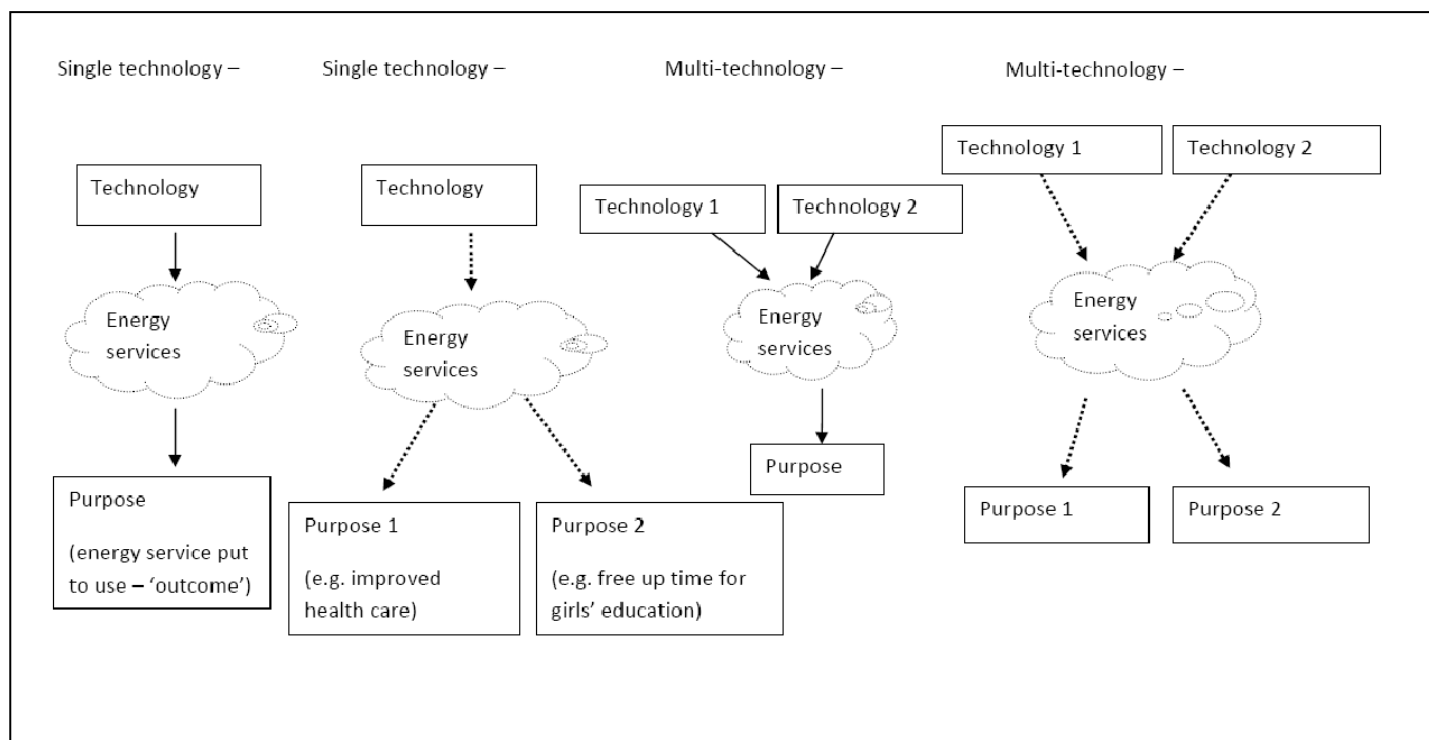 Single technology –
Single technology –
Multi-technology –
Multi-technology –
Technology
Energy
services
Purpose
(energy service put
to use – ‘outcome’)
Technology
Energy
services
Purpose 1
(e.g. improved
health care)
Purpose 2
(e.g. free up time for
girls’ education)
Technology 1
Technology 2
Energy
services
Purpose
Technology 1
Technology 2
Energy
services
Purpose 1
Purpose 2